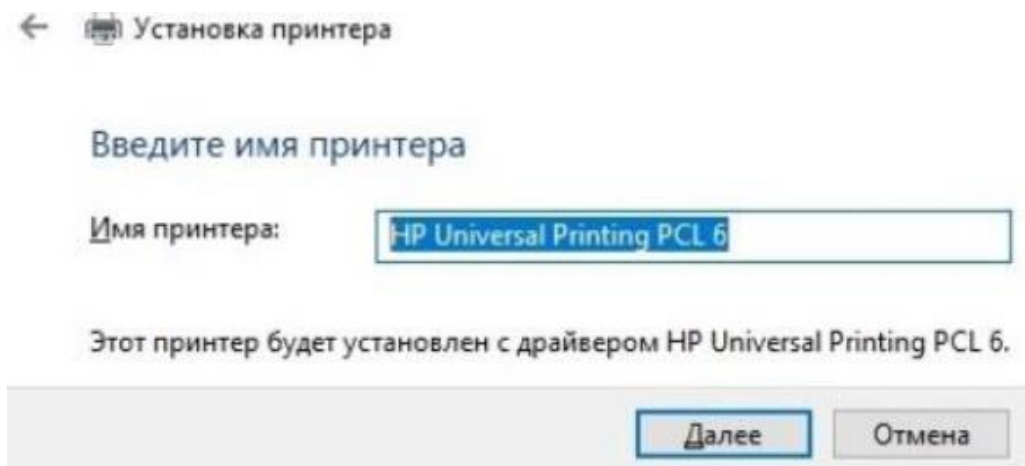 Установка принтера
Введите имя принтера
Имя принтера: HP Universal Printing PCL 6
Этот принтер будет установлен с драйвером HP Universal Printing PCL 6.
Далее Отмена